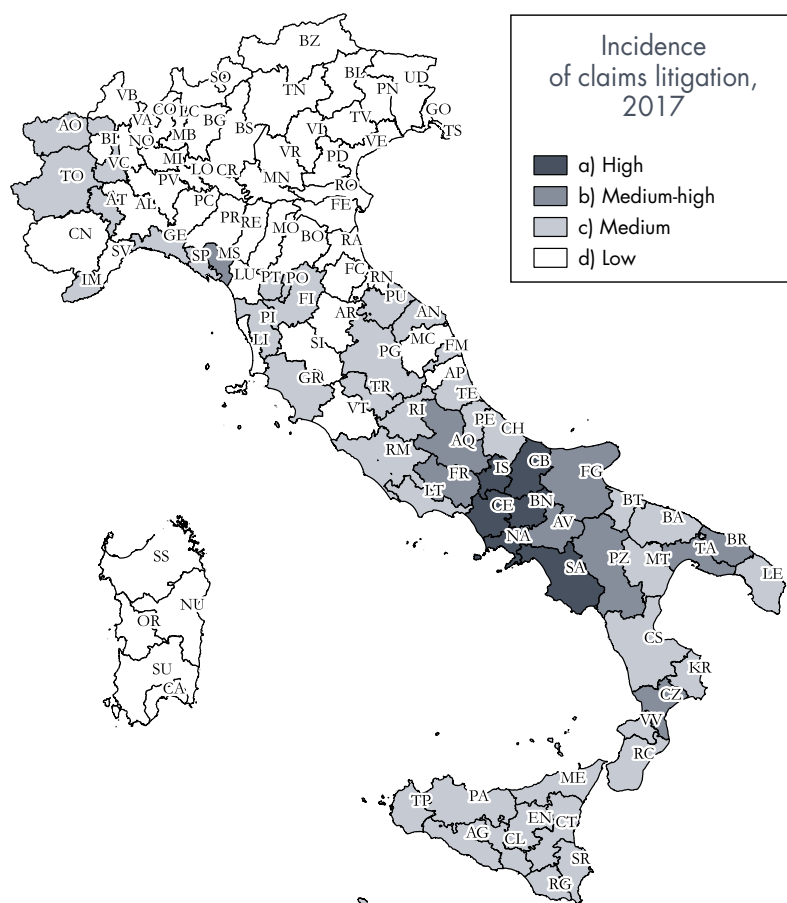 Incidence
of claims litigation,
2017
a) High
b) Medium-high
c) Medium
d) Low
BZ
SO
BL
UD
TN
PN
VB
CO
LC
GO
AO
VA
BG
BS
TV
TS
BI
NO
MB
VI
VE
VC
MI
VR
PD
TO
LO
CR
MN
PV
RO
AT
AL
PC
FE
PR
RE
MO
CN
GE
BO
RA
SV
SP
MS
IM
LU
PT
PO
FC
RN
FI
PU
PI
AR
AN
LI
SI
MC
FM
PG
GR
TR
AP
TE
VT
RI
PE
CH
RM
AQ
IS
CB
FR
FG
LT
CE
BN
BT
NA
AV
BA
SA
PZ
MT
TA
BR
LE
SS
NU
OR
CS
SU
KR
CA
CZ
VV
RC
ME
TP
PA
EN
CT
AG
CL
SR
RG